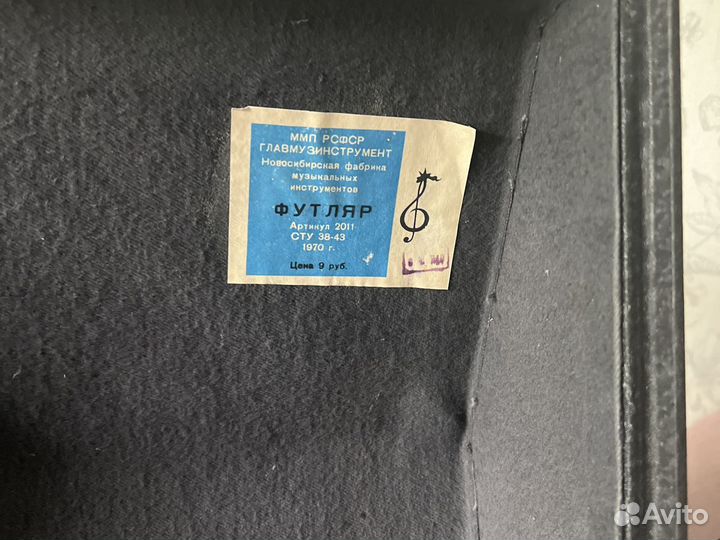 ММП РСФСР
ГЛАВМУЗИНСТРУМЕНТ
Новосибирская фабрика
музыкальных
инструментов
ФУТЛЯР
Артикул 2011
СТУ 38-43
1970 г.
Цена 9 руб.
Avito